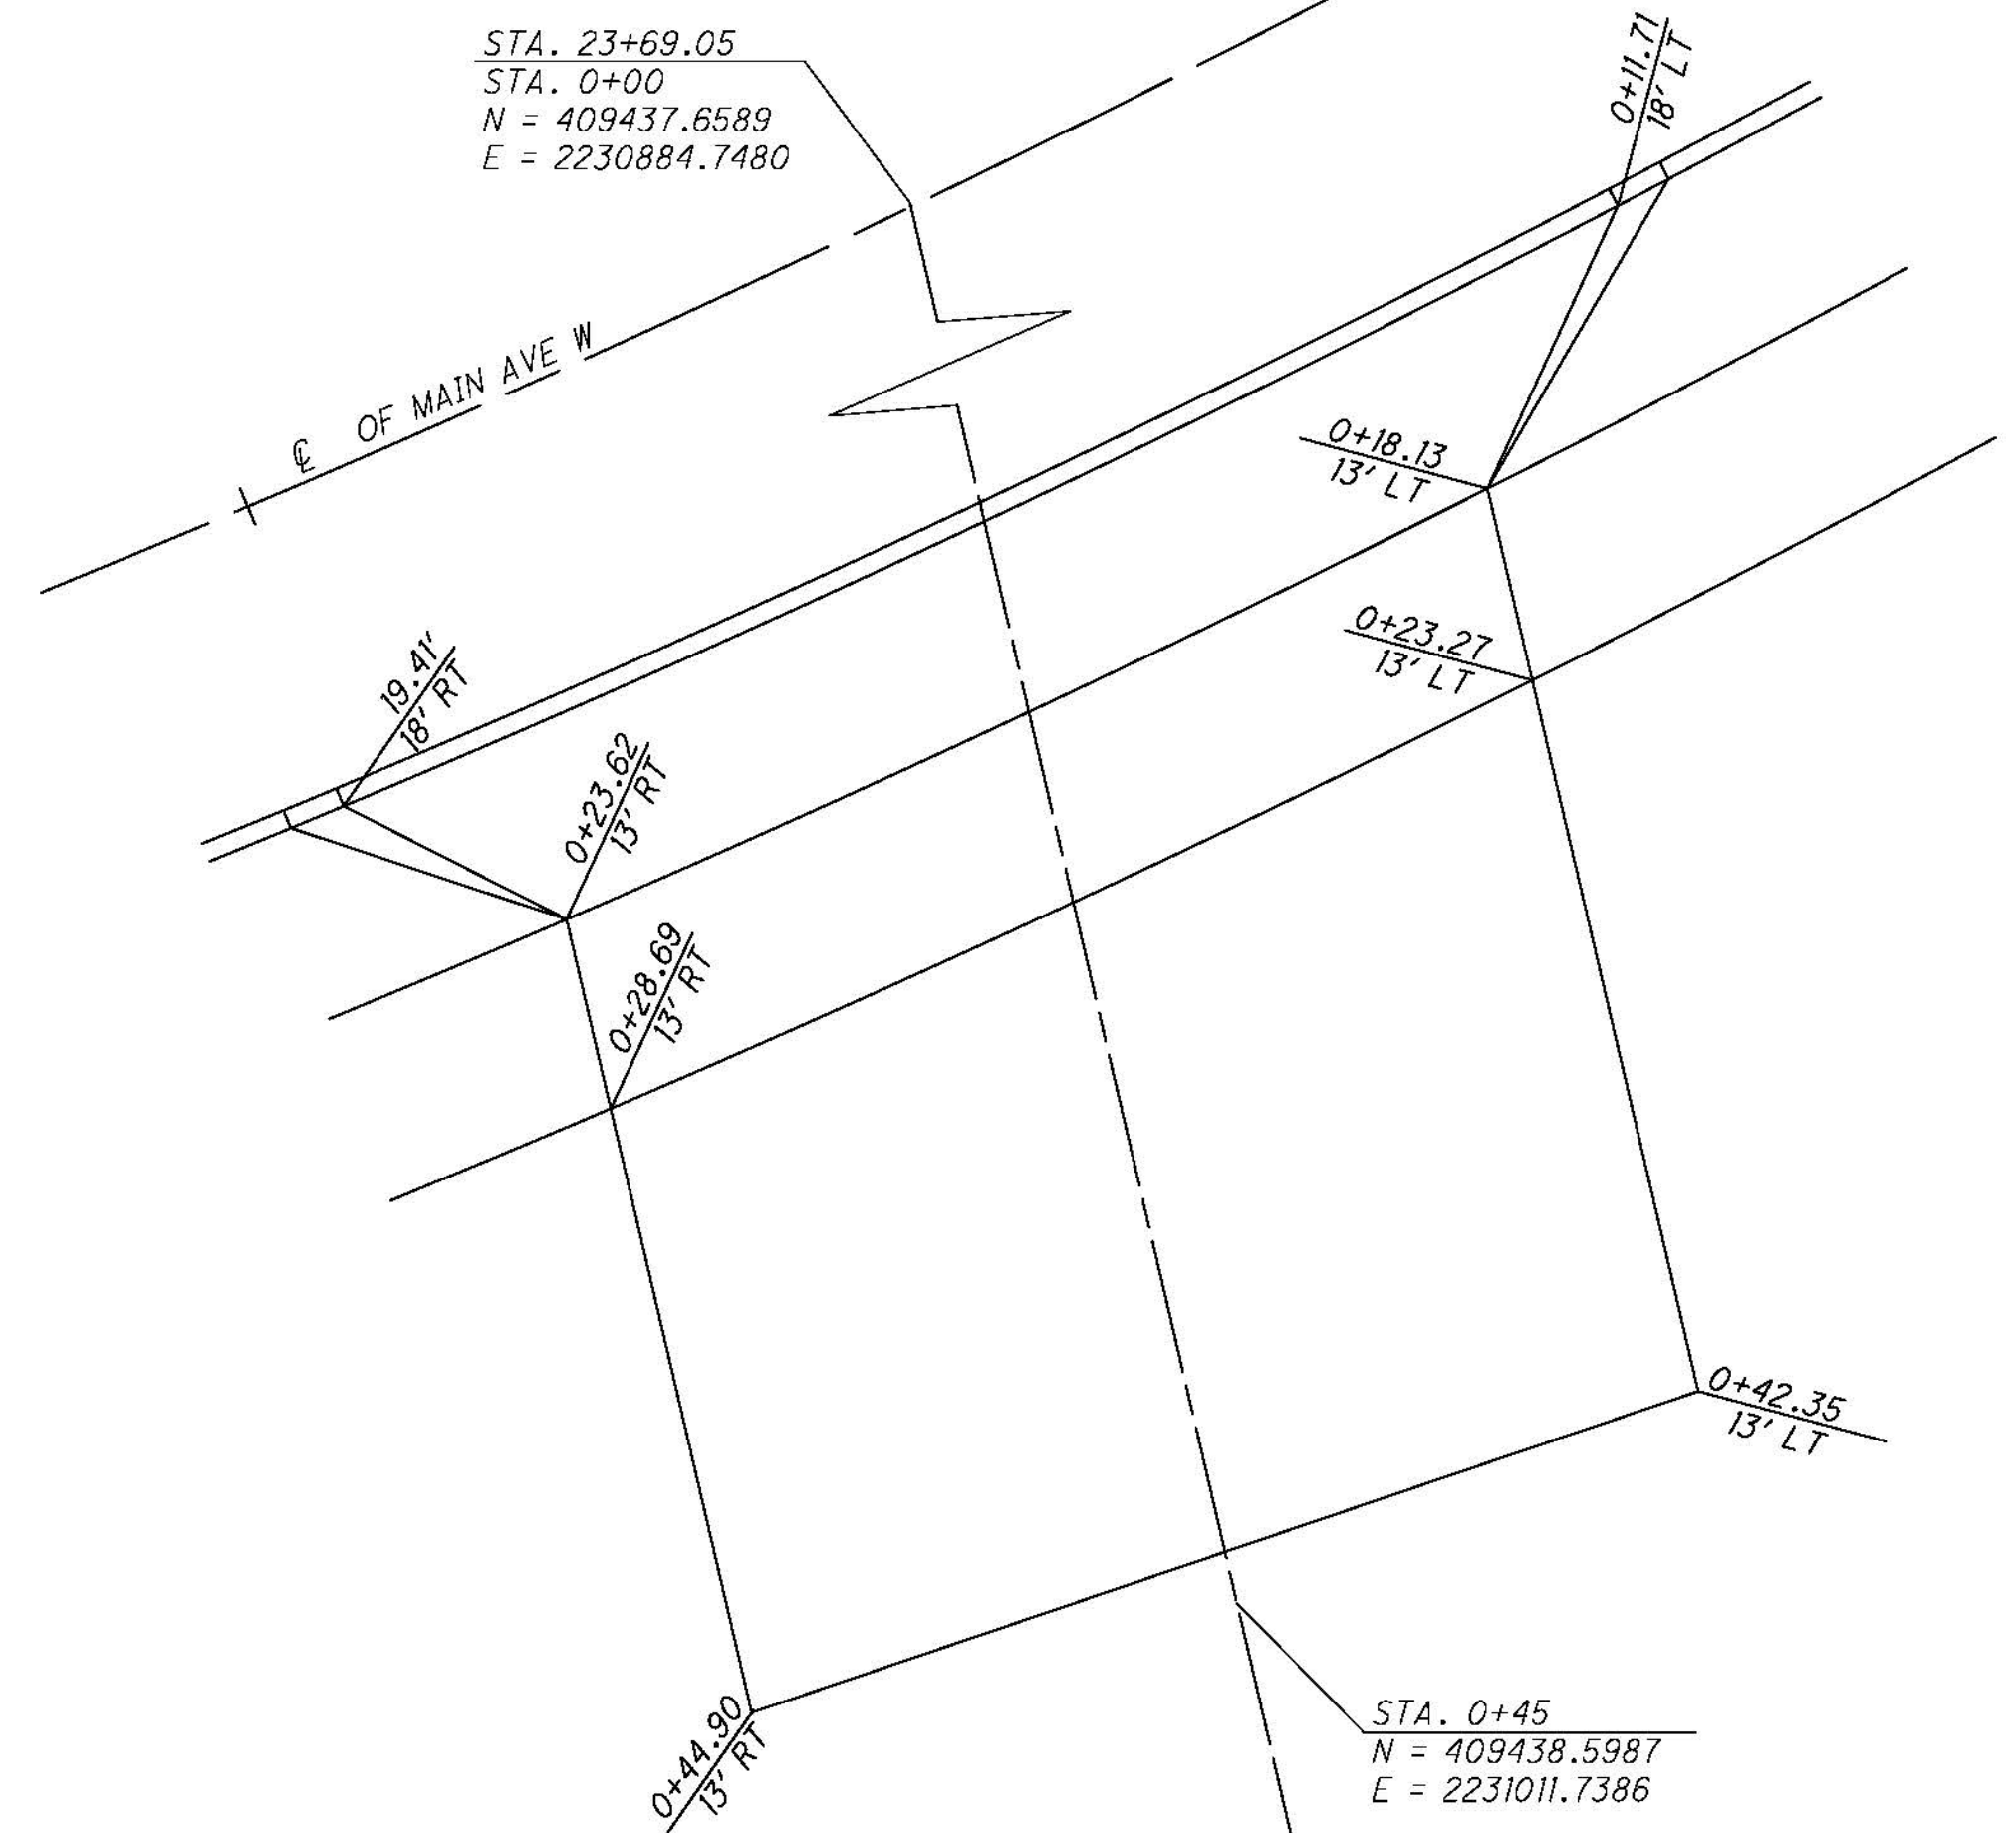 STA. 23+69.05
STA. 0+00
N = 409437.6589
E = 2230884.7480
0+11.71
18' LT
℄ OF MAIN AVE W
0+18.13
13' LT
0+23.27
13' LT
19.41'
18' RT
0+23.62
13' RT
0+28.69
13' RT
0+42.35
13' LT
0+44.90
13' RT
STA. 0+45
N = 409438.5987
E = 2231011.7386